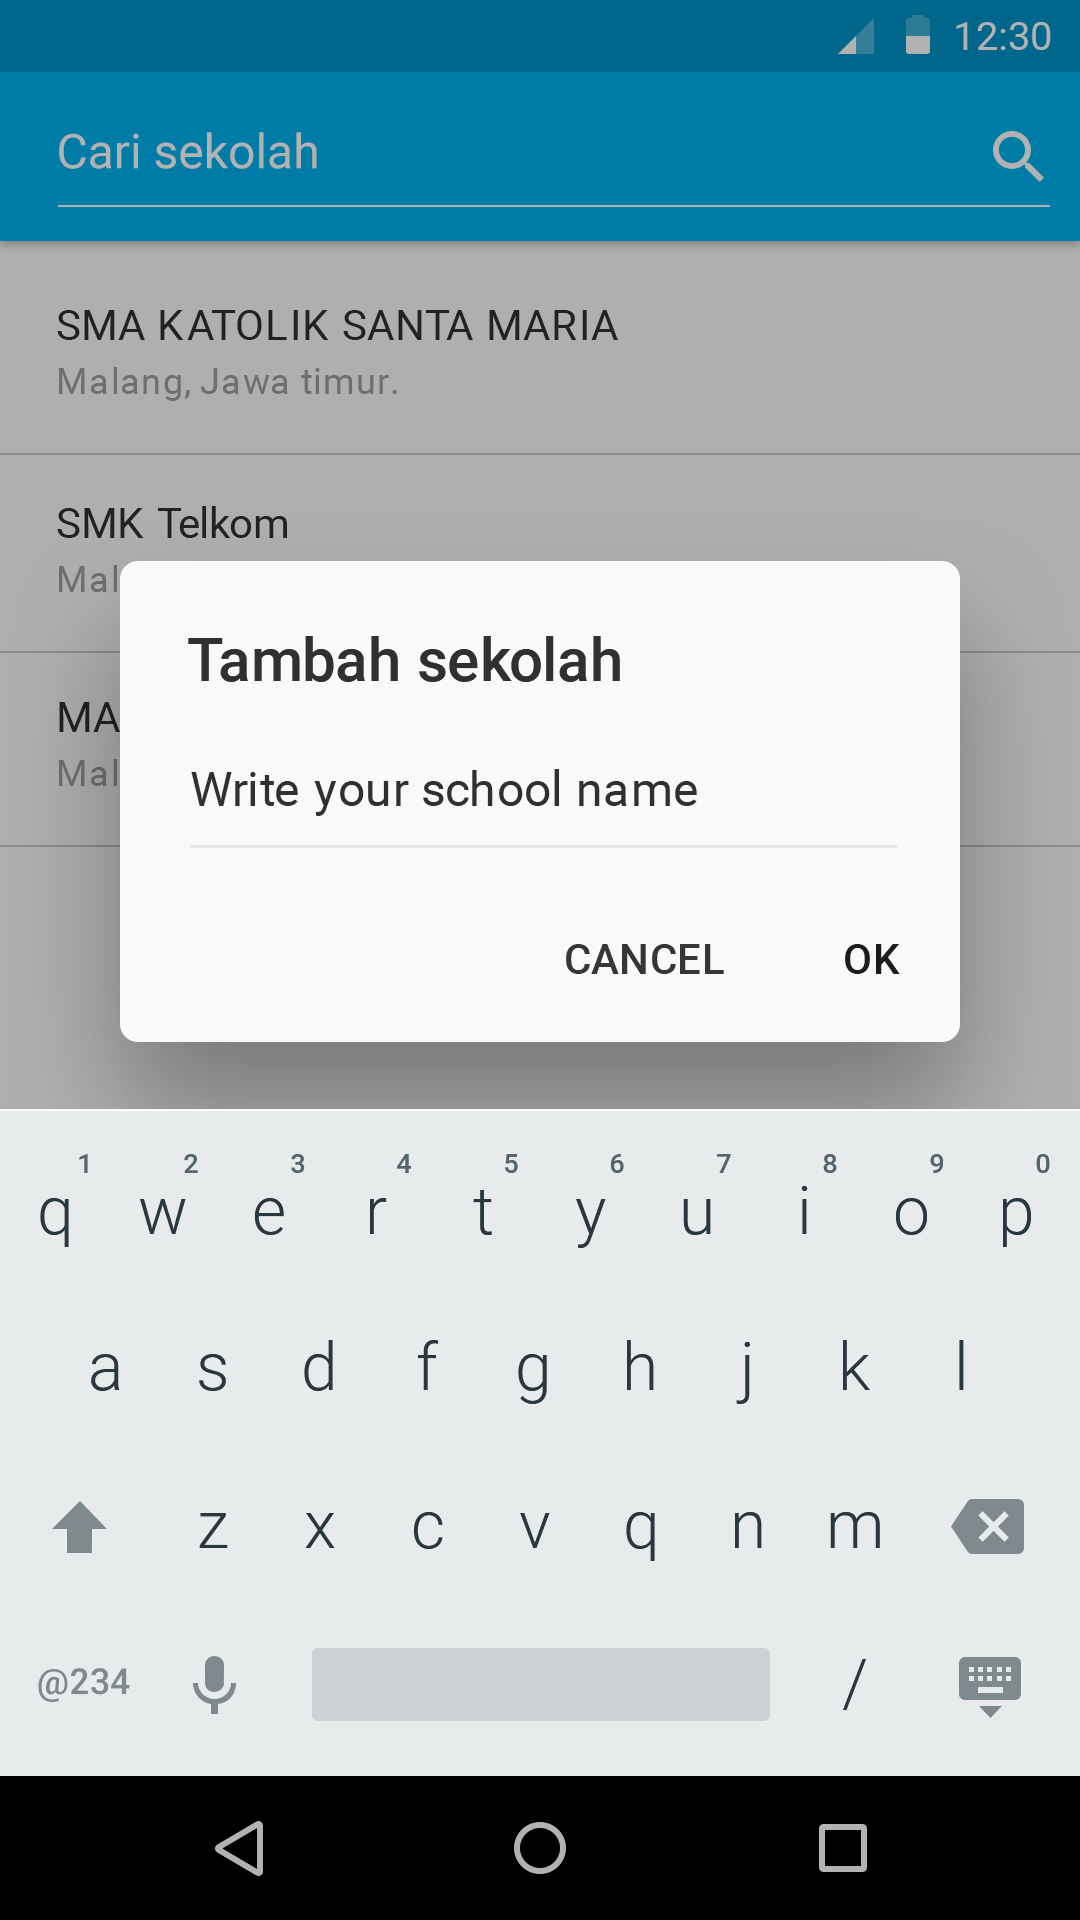 12:30
Cari sekolah
SMA KATOLIK SANTA MARIA
Malang, Jawa timur.
SMK Telkom
Mal
MA
Mal
Tambah sekolah
Write your school name
CANCEL OK
1 2 3 4 5 6 7 8 9 0
q w e r t y u i o p
a s d f g h j k l
z x c v q n m
@234 /